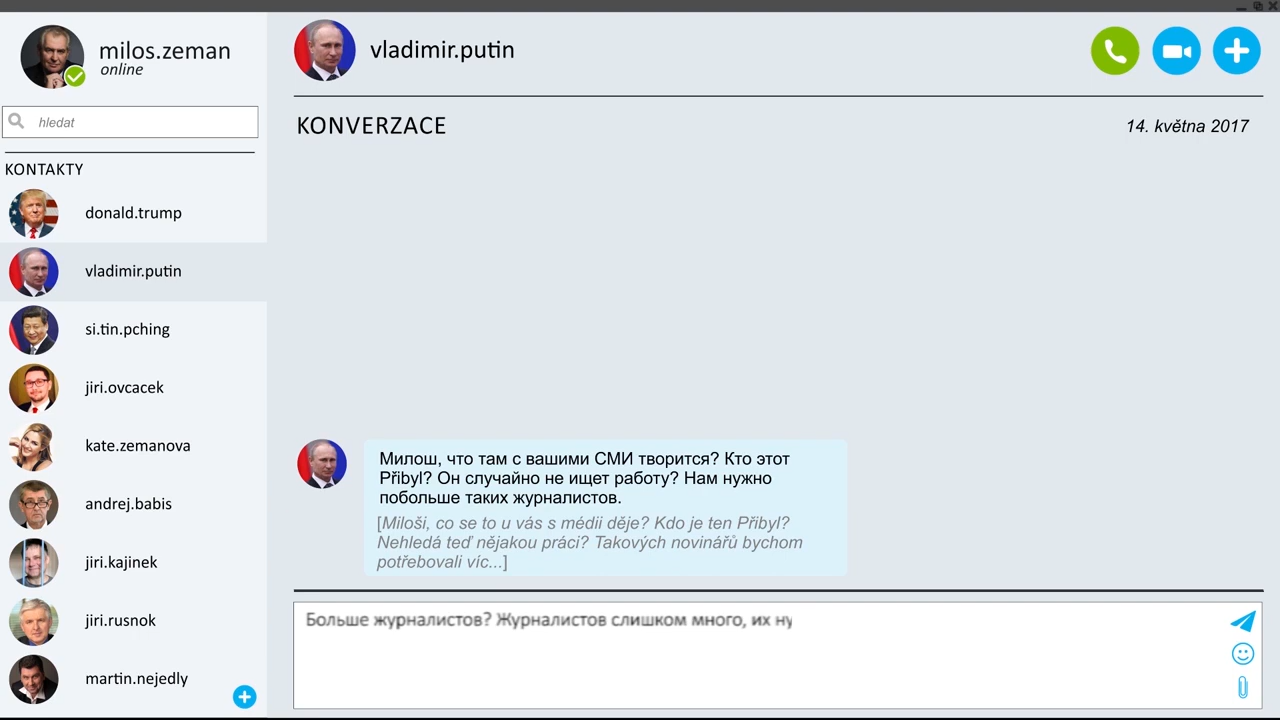 milos.zeman
online
hledat
KONTAKTY
donald.trump
vladimir.putin
si.tin.pching
jiri.ovcacek
kate.zemanova
andrej.babis
jiri.kajinek
jiri.rusnok
martin.nejedly
vladimir.putin
KONVERZACE
14. května 2017
Милош, что там с вашими СМИ творится? Кто этот
Přibyl? Он случайно не ищет работу? Нам нужно
побольше таких журналистов.
[Miloši, co se to u vás s médii děje? Kdo je ten Přibyl?
Nehledá teď nějakou práci? Takových novinářů bychom
potřebovali víc...]
Больше журналистов? Журналистов слишком много, их ну